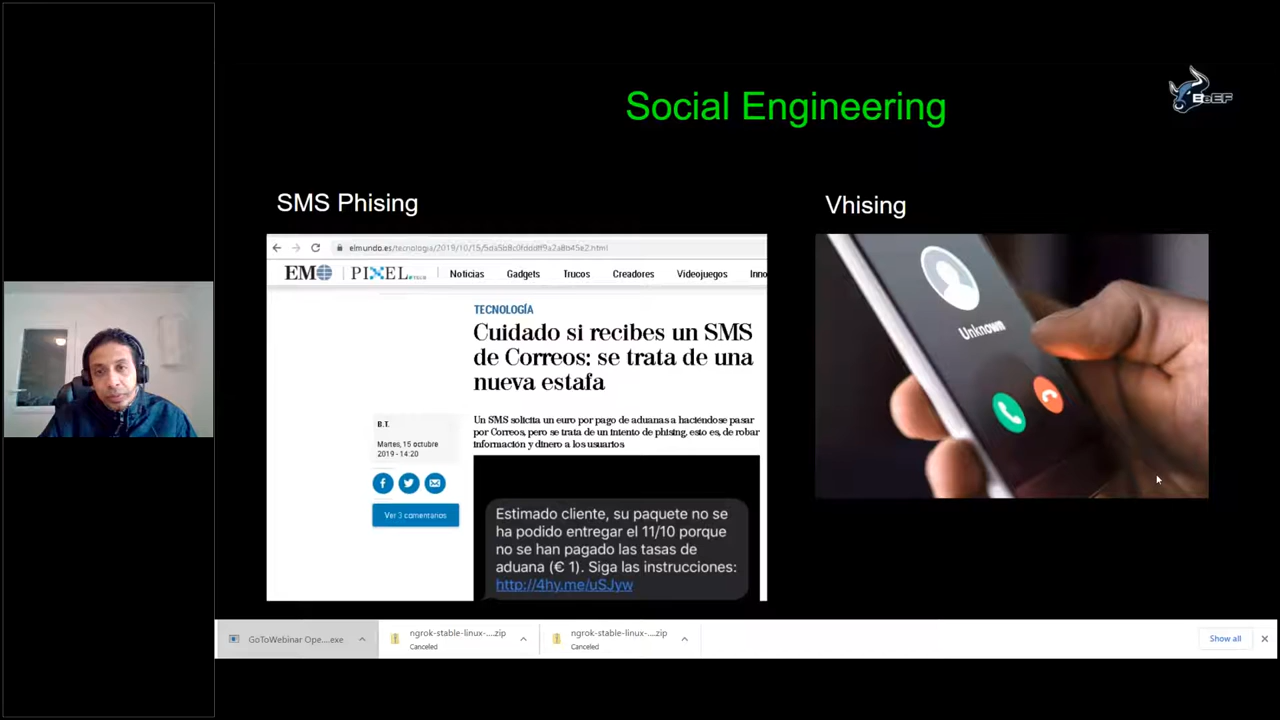 Social Engineering
BeEF
SMS Phising
Vhising
elmundo.es/tecnologia/2019/10/15/5da5b8c0fdddff9a2a8b45e2.html
EM PIXEL
Noticias Gadgets Trucos Creadores Videojuegos Inno
TECNOLOGÍA
Cuidado si recibes un SMS
de Correos: se trata de una
nueva estafa
B.T.
Martes, 15 octubre
2019 - 14:20
Ver 3 comentarios
Un SMS solicita un euro por pago de aduanas a haciéndose pasar
por Correos, pero se trata de un intento de phising, esto es, de robar
información y dinero a los usuarios
Estimado cliente, su paquete no se
ha podido entregar el 11/10 porque
no se han pagado las tasas de
aduana (€ 1). Siga las instrucciones:
http://4hy.me/uSJyw
Unknown
GoToWebinar Ope....exe
ngrok-stable-linux-....zip
Canceled
ngrok-stable-linux-....zip
Canceled
Show all